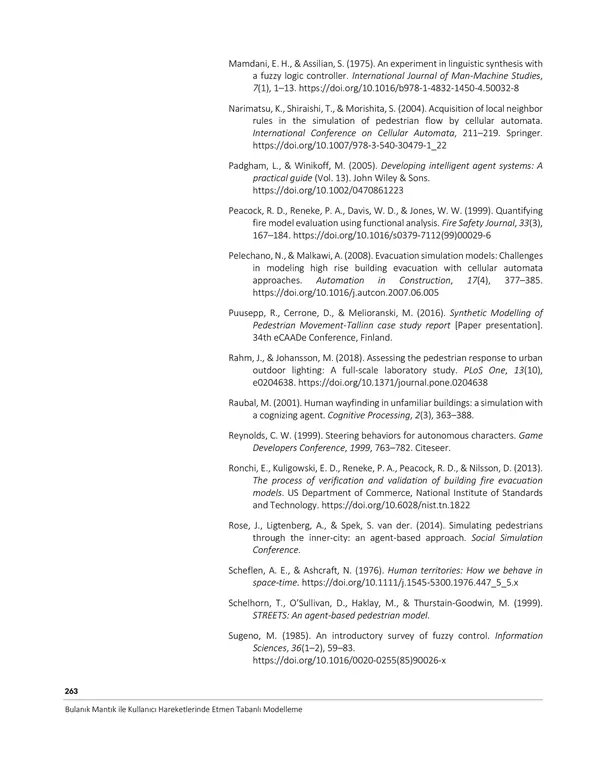 Mamdani, E. H., & Assilian, S. (1975). An experiment in linguistic synthesis with
a fuzzy logic controller. International Journal of Man-Machine Studies,
7(1), 1–13. https://doi.org/10.1016/b978-1-4832-1450-4.50032-8
Narimatsu, K., Shiraishi, T., & Morishita, S. (2004). Acquisition of local neighbor
rules in the simulation of pedestrian flow by cellular automata.
International Conference on Cellular Automata, 211–219. Springer.
https://doi.org/10.1007/978-3-540-30479-1_22
Padgham, L., & Winikoff, M. (2005). Developing intelligent agent systems: A
practical guide (Vol. 13). John Wiley & Sons.
https://doi.org/10.1002/0470861223
Peacock, R. D., Reneke, P. A., Davis, W. D., & Jones, W. W. (1999). Quantifying
fire model evaluation using functional analysis. Fire Safety Journal, 33(3),
167–184. https://doi.org/10.1016/s0379-7112(99)00029-6
Pelechano, N., & Malkawi, A. (2008). Evacuation simulation models: Challenges
in modeling high rise building evacuation with cellular automata
approaches. Automation in Construction, 17(4), 377–385.
https://doi.org/10.1016/j.autcon.2007.06.005
Puusepp, R., Cerrone, D., & Melioranski, M. (2016). Synthetic Modelling of
Pedestrian Movement-Tallinn case study report [Paper presentation].
34th eCAADe Conference, Finland.
Rahm, J., & Johansson, M. (2018). Assessing the pedestrian response to urban
outdoor lighting: A full-scale laboratory study. PLoS One, 13(10),
e0204638. https://doi.org/10.1371/journal.pone.0204638
Raubal, M. (2001). Human wayfinding in unfamiliar buildings: a simulation with
a cognizing agent. Cognitive Processing, 2(3), 363–388.
Reynolds, C. W. (1999). Steering behaviors for autonomous characters. Game
Developers Conference, 1999, 763–782. Citeseer.
Ronchi, E., Kuligowski, E. D., Reneke, P. A., Peacock, R. D., & Nilsson, D. (2013).
The process of verification and validation of building fire evacuation
models. US Department of Commerce, National Institute of Standards
and Technology. https://doi.org/10.6028/nist.tn.1822
Rose, J., Ligtenberg, A., & Spek, S. van der. (2014). Simulating pedestrians
through the inner-city: an agent-based approach. Social Simulation
Conference.
Scheflen, A. E., & Ashcraft, N. (1976). Human territories: How we behave in
space-time. https://doi.org/10.1111/j.1545-5300.1976.447_5_5.x
Schelhorn, T., O’Sullivan, D., Haklay, M., & Thurstain-Goodwin, M. (1999).
STREETS: An agent-based pedestrian model.
Sugeno, M. (1985). An introductory survey of fuzzy control. Information
Sciences, 36(1–2), 59–83.
https://doi.org/10.1016/0020-0255(85)90026-x
263
Bulanık Mantık ile Kullanıcı Hareketlerinde Etmen Tabanlı Modelleme